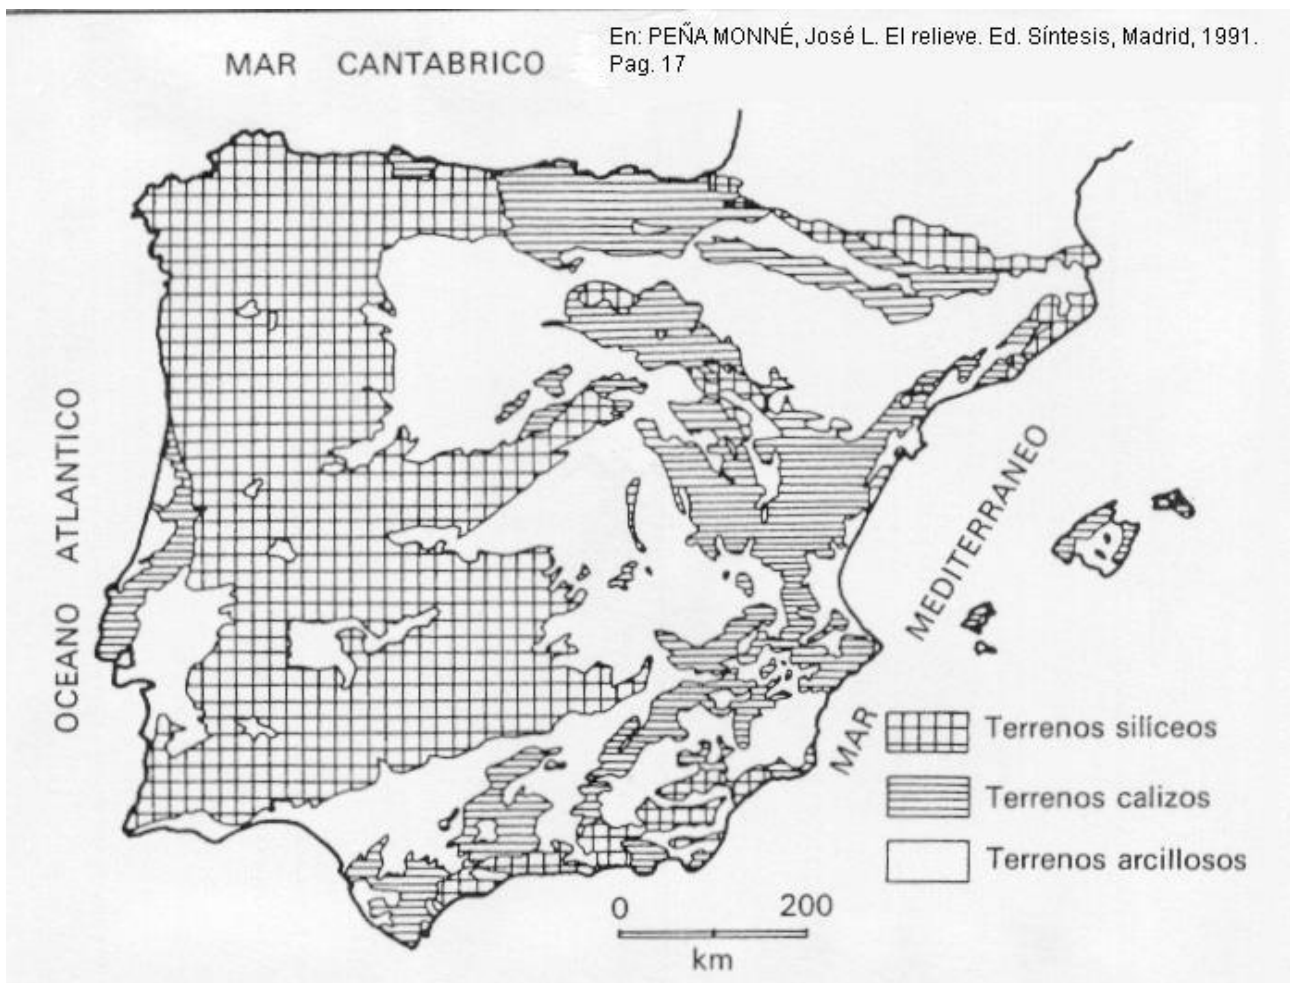 En: PEÑA MONNÉ, José L. El relieve. Ed. Síntesis, Madrid, 1991.
Pag. 17
MAR CANTABRICO
OCEANO ATLANTICO
MAR MEDITERRANEO
Terrenos silíceos
Terrenos calizos
Terrenos arcillosos
0 200
km